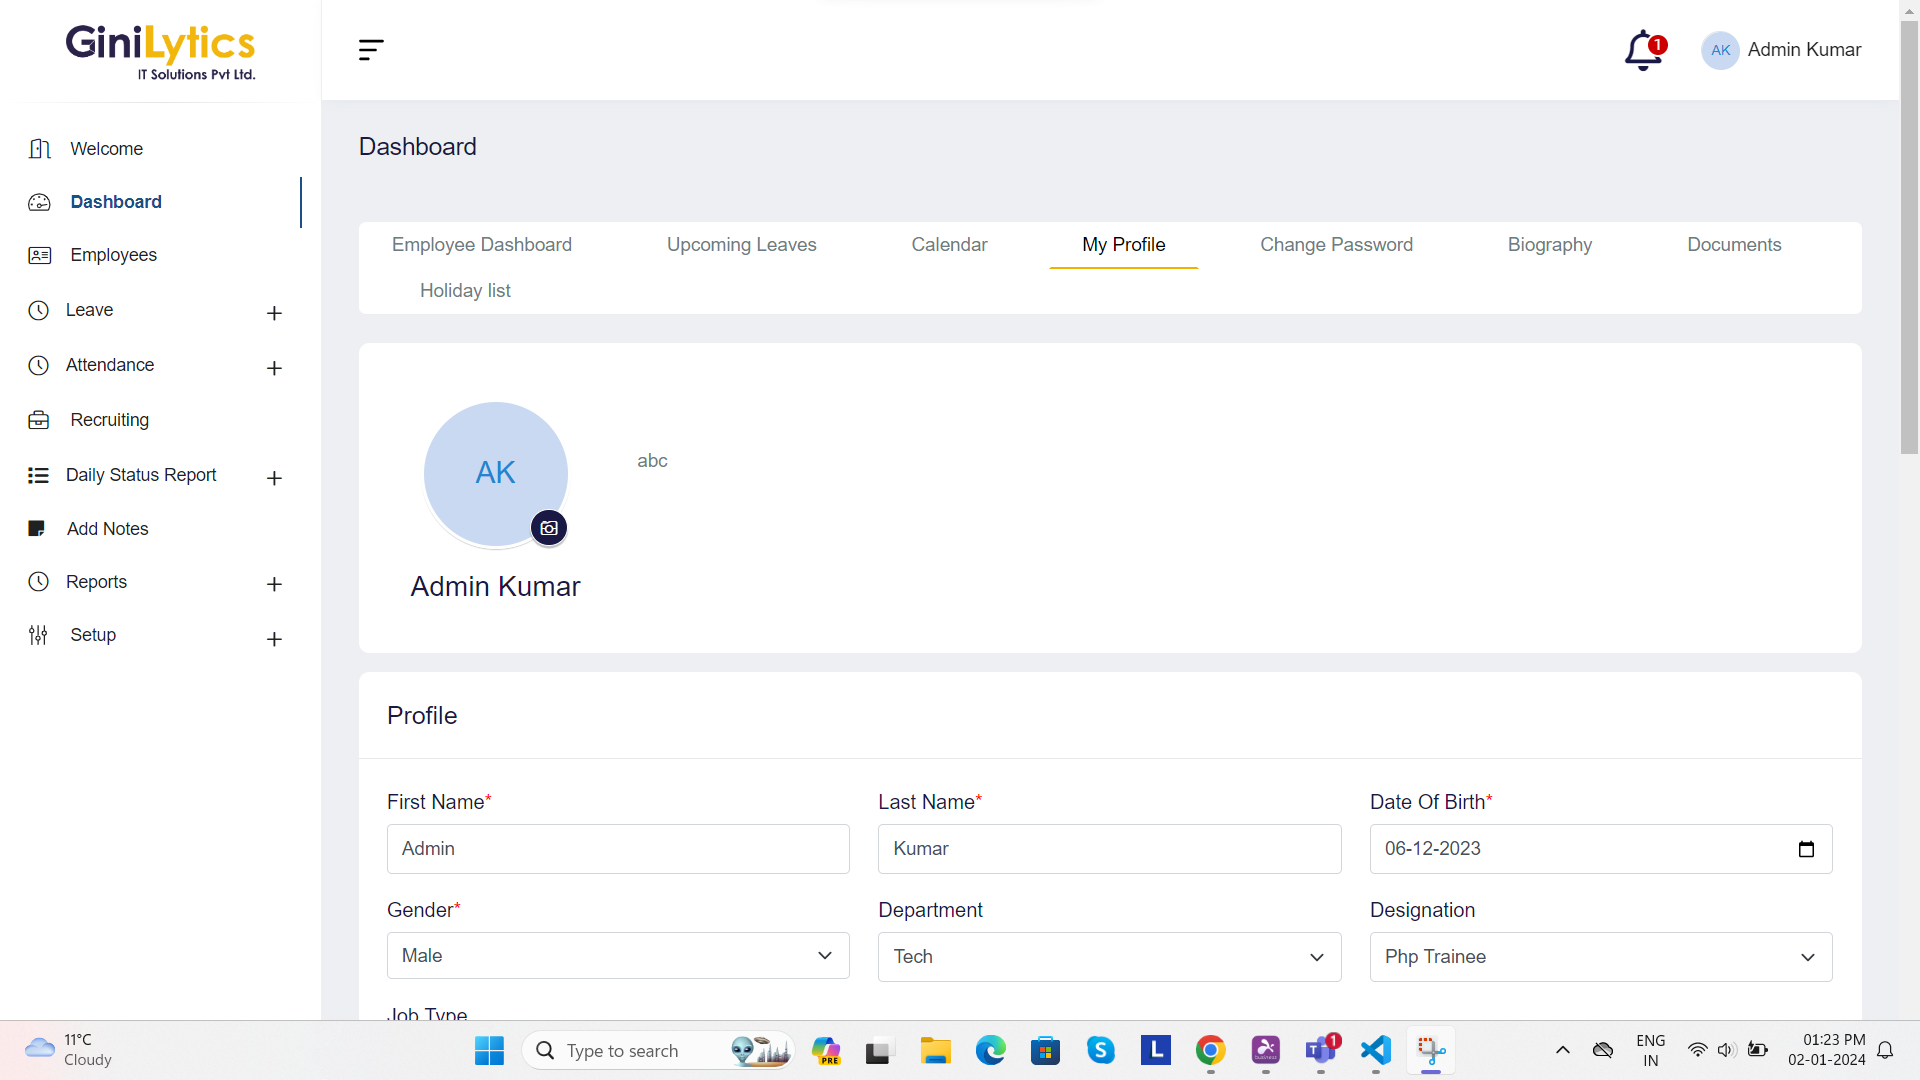 GiniLytics
IT Solutions Pvt Ltd.
1
AK Admin Kumar
Welcome
Dashboard
Employees
Leave +
Attendance +
Recruiting
Daily Status Report +
Add Notes
Reports +
Setup +
Dashboard
Employee Dashboard Upcoming Leaves Calendar My Profile Change Password Biography Documents
Holiday list
AK
abc
Admin Kumar
Profile
First Name* Last Name* Date Of Birth*
Admin Kumar 06-12-2023
Gender* Department Designation
Male Tech Php Trainee
Job Type
11°C
Cloudy
Type to search
PRE
L
1
ENG
IN
01:23 PM
02-01-2024